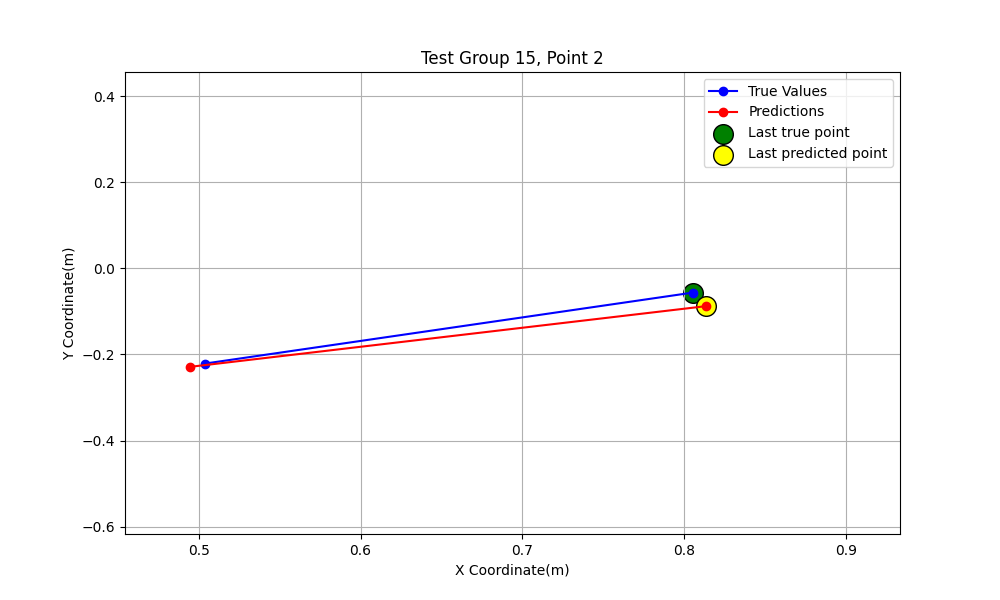 Test Group 15, Point 2
True Values
Predictions
Last true point
Last predicted point
Y Coordinate(m)
0.4
0.2
0.0
−0.2
−0.4
−0.6
0.5
0.6
0.7
0.8
0.9
X Coordinate(m)